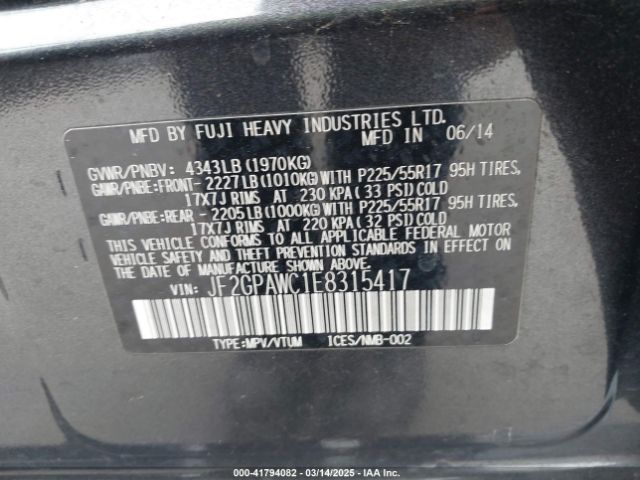 MFD BY FUJI HEAVY INDUSTRIES LTD.
MFD IN 06/14
GVWR/PNBV: 4343LB (1970KG)
GAWR/PNBE:FRONT-2227LB(1010KG)WITH P225/55R17 95H TIRES,
17X7J RIMS AT 230 KPA (33 PSI) COLD
GAWR/PNBE:REAR - 2205LB(1000KG)WITH P225/55R17 95H TIRES,
17X7J RIMS AT 220 KPA (32 PSI) COLD
THIS VEHICLE CONFORMS TO ALL APPLICABLE FEDERAL MOTOR
VEHICLE SAFETY AND THEFT PREVENTION STANDARDS IN EFFECT ON
THE DATE OF MANUFACTURE SHOWN ABOVE.
VIN: JF2GPAWC1E8315417
TYPE:MPV/VTUM ICES/NMB-002
000-41794082 - 03/14/2025 - IAA Inc.